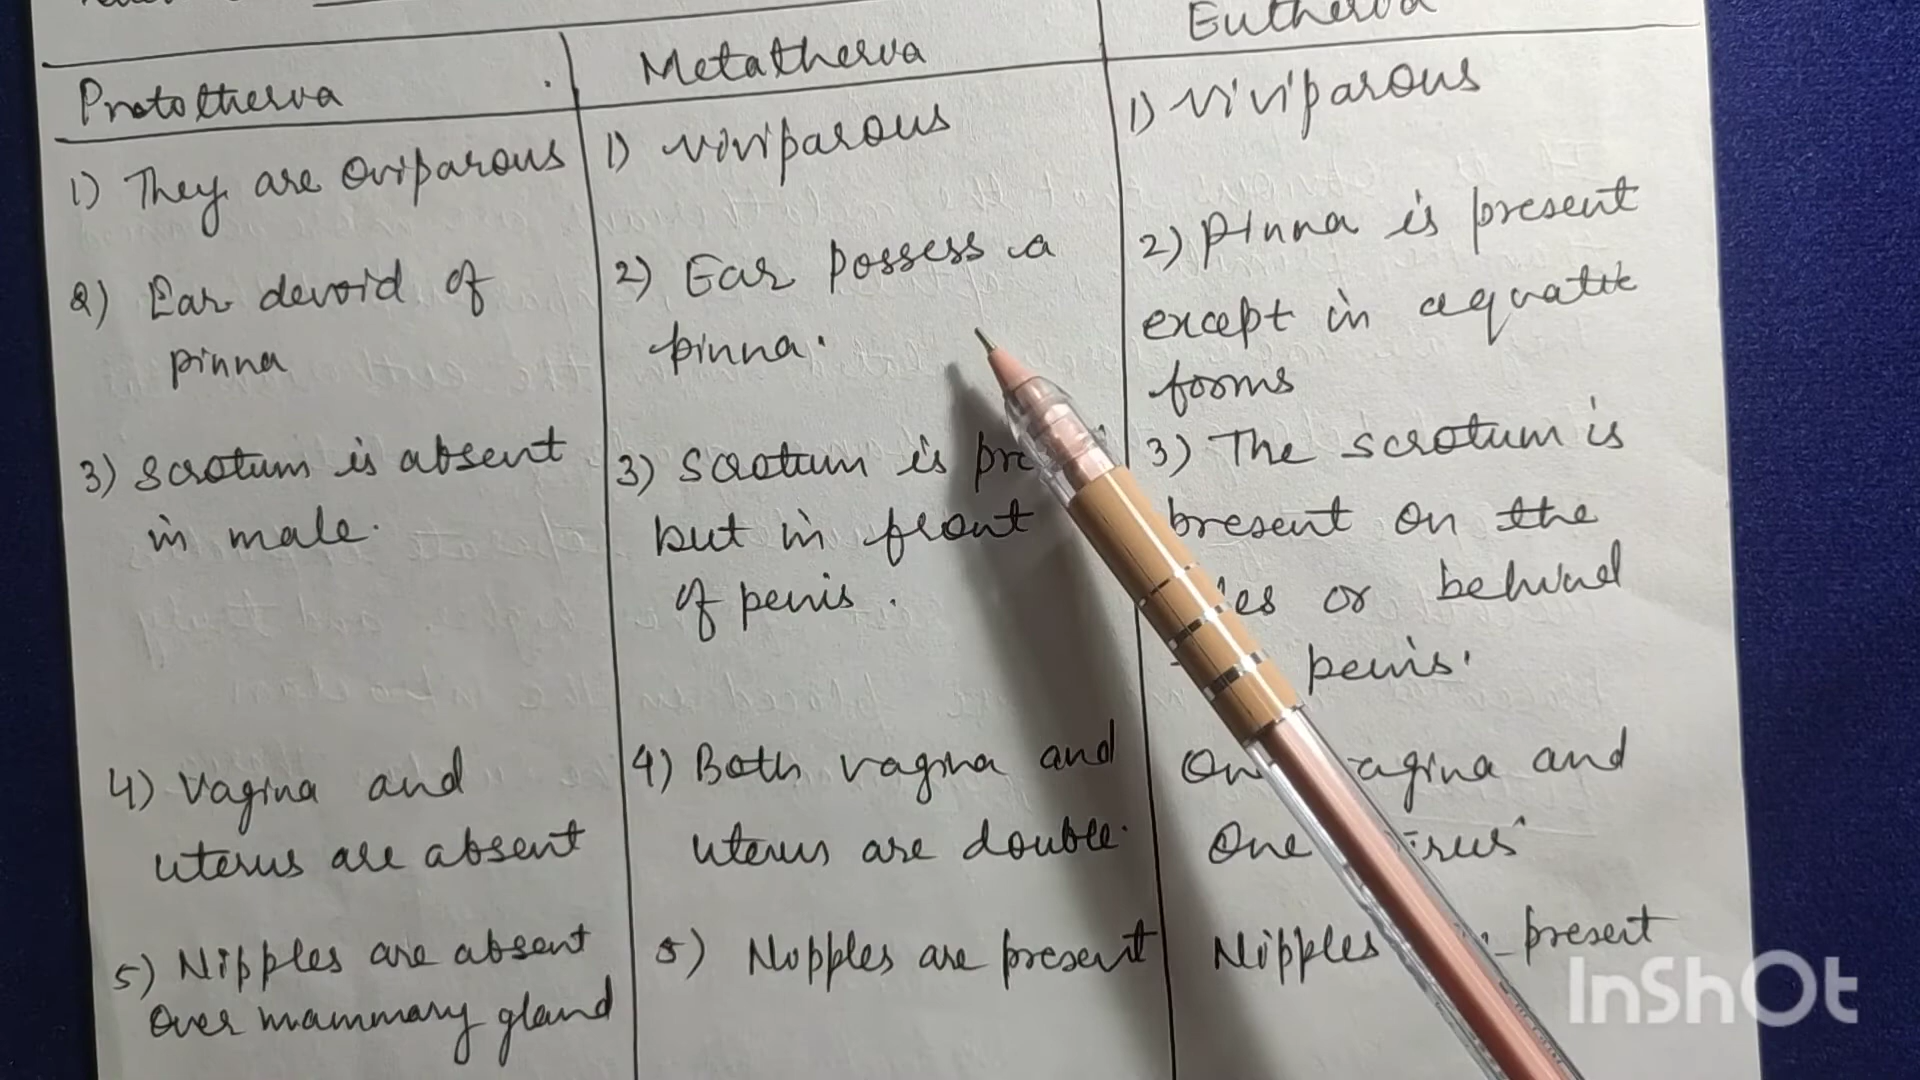 Eutheria
Prototheria
Metatheria
1) They are Oviparous
1) viviparous
1) Viviparous
2) Ear devoid of
pinna
2) Ear possess a
pinna.
2) Pinna is present
except in aquatic
forms
3) Scrotum is absent
in male.
3) Scrotum is
but in front
of penis.
3) The scrotum is
present on the
or behind
penis.
4) Vagina and
uterus are absent
4) Both vagina and
uterus are double.
and
One
5) Nipples are absent
Over mammary gland
5) Nipples are present
Nipples present
InShOt